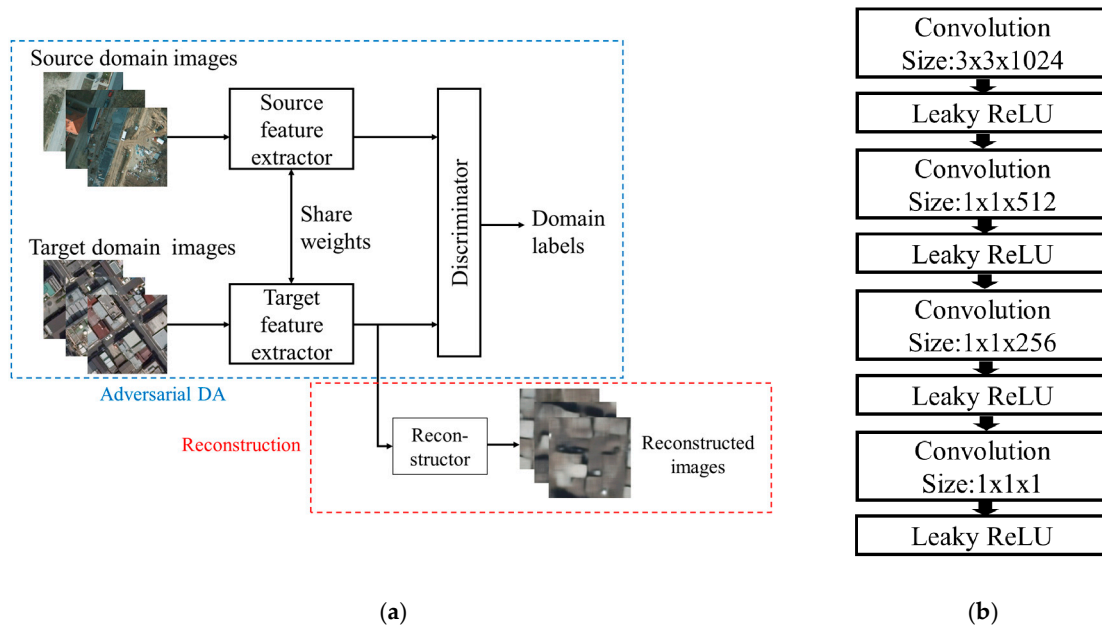 Source domain images
Source
feature
extractor
Share
weights
Target domain  images
Target
feature
extractor
Discriminator
Domain
labels
Adversarial DA
Reconstruction
Recon-
structor
Reconstructed
images
(a)
Convolution
Size:3x3x1024
Leaky ReLU
Convolution
Size:1x1x512
Leaky ReLU
Convolution
Size:1x1x256
Leaky ReLU
Convolution
Size:1x1x1
Leaky ReLU
(b)